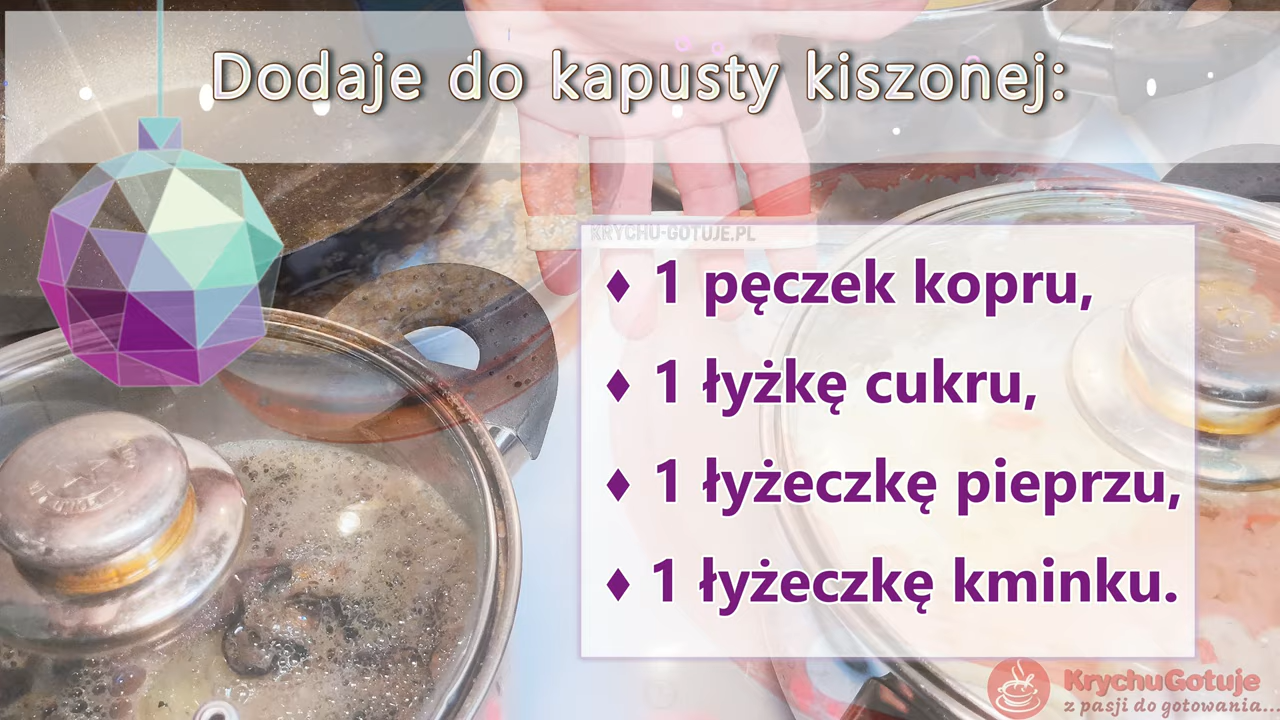 Dodaje do kapusty kiszonej:
KRYCHU-GOTUJE.PL
♦ 1 pęczek kopru,
♦ 1 łyżkę cukru,
♦ 1 łyżeczkę pieprzu,
♦ 1 łyżeczkę kminku.
KrychuGotuje
z pasji do gotowania...